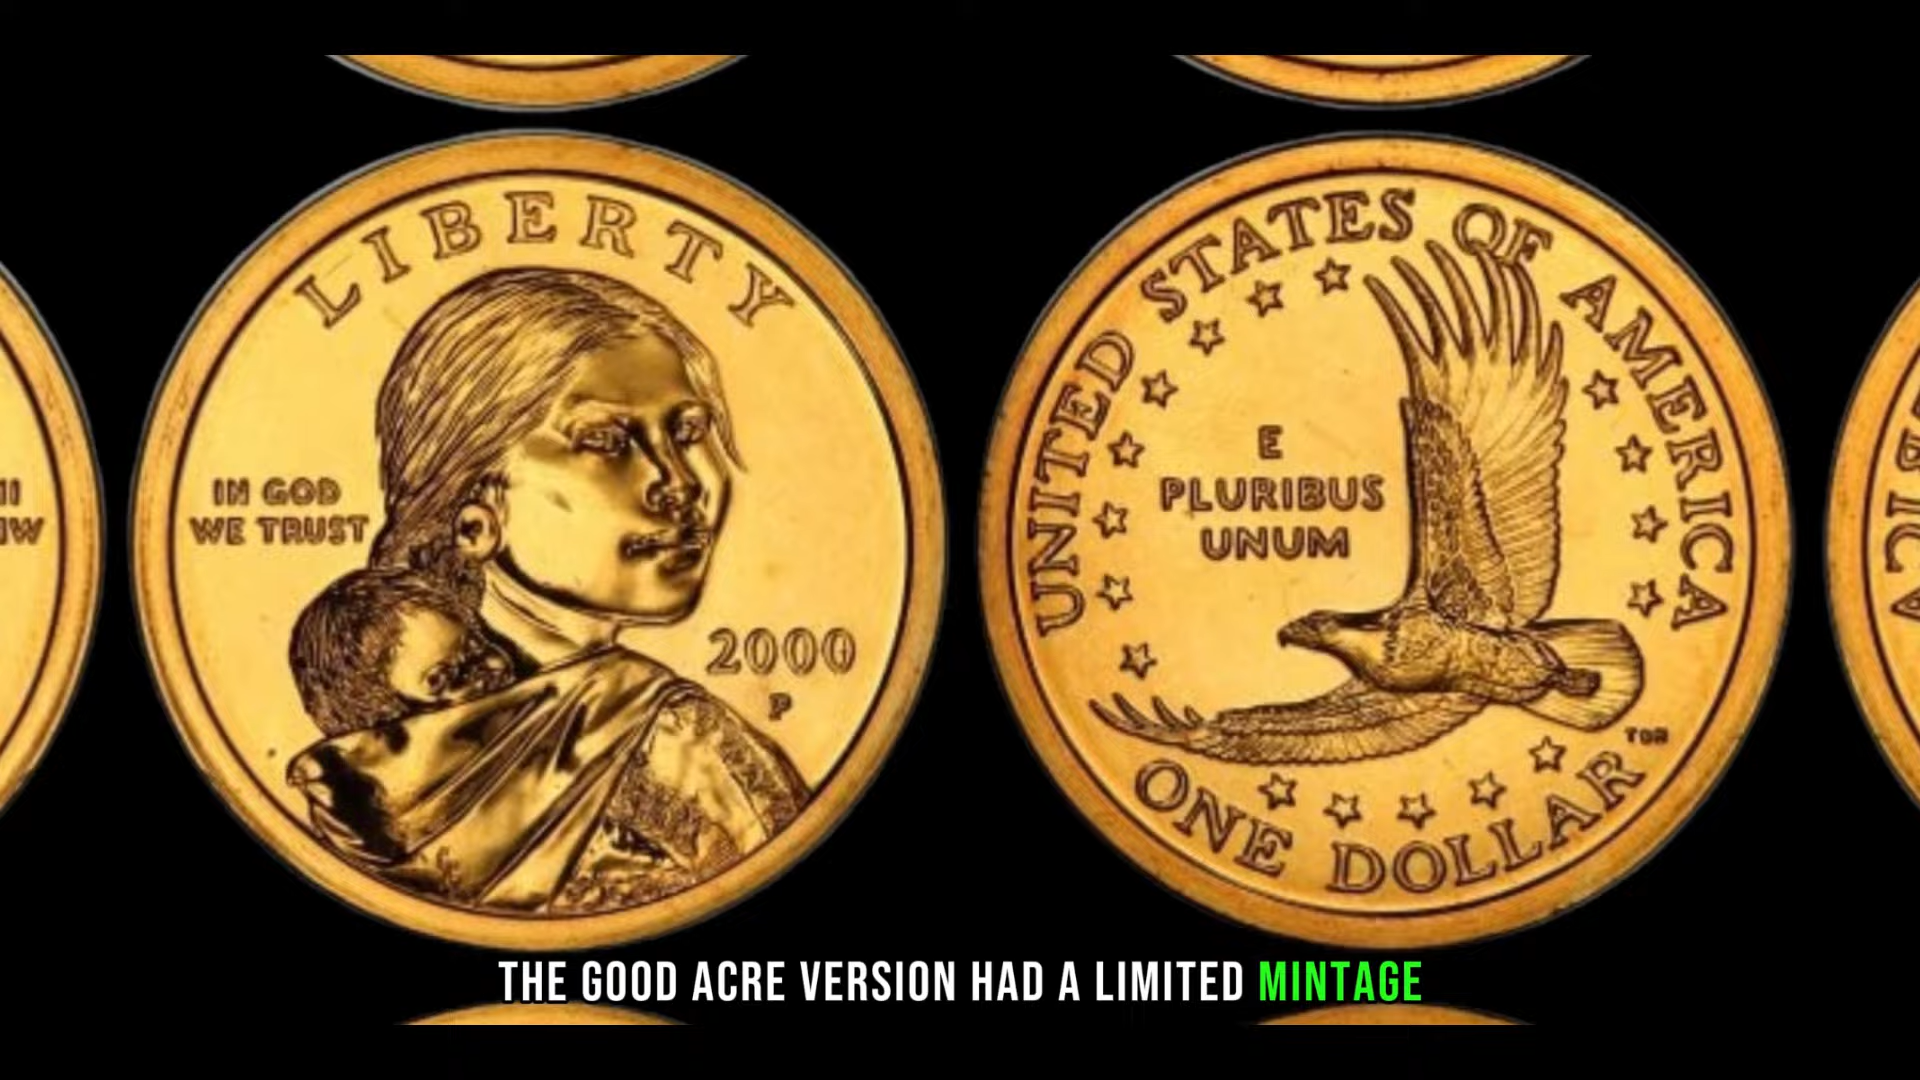 LIBERTY
IN GOD
WE TRUST
2000
P
UNITED STATES OF AMERICA
E
PLURIBUS
UNUM
ONE DOLLAR
THE GOOD ACRE VERSION HAD A LIMITED MINTAGE